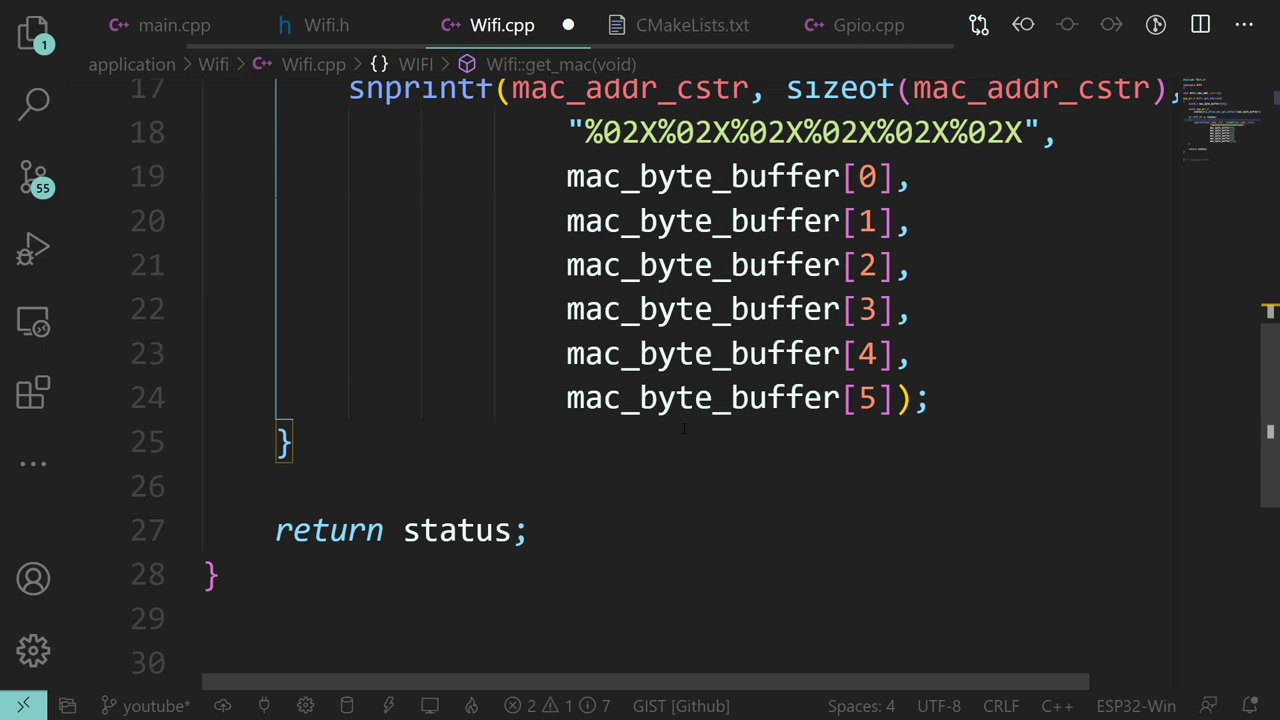 main.cpp Wifi.h Wifi.cpp CMakeLists.txt Gpio.cpp
application > Wifi > Wifi.cpp > {} WIFI > Wifi::get_mac(void)
17 snprintf(mac_addr_cstr, sizeof(mac_addr_cstr),
18 "%02X%02X%02X%02X%02X%02X",
19 mac_byte_buffer[0],
20 mac_byte_buffer[1],
21 mac_byte_buffer[2],
22 mac_byte_buffer[3],
23 mac_byte_buffer[4],
24 mac_byte_buffer[5]);
25 }
26
27 return status;
28 }
29
30
1
55
youtube* 2 1 7 GIST [Github] Spaces: 4 UTF-8 CRLF C++ ESP32-Win